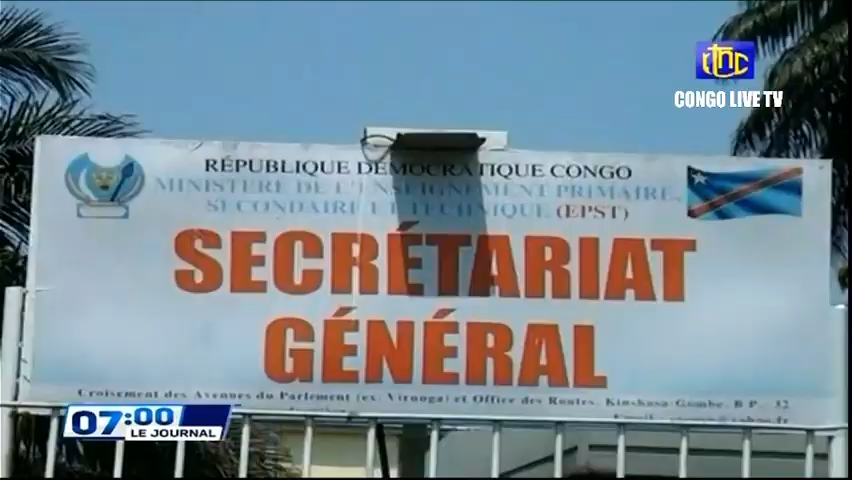 rtnc
CONGO LIVE TV
RÉPUBLIQUE DÉMOCRATIQUE CONGO
MINISTERE DE L'ENSEIGNEMENT PRIMAIRE,
SECONDAIRE ET TECHNIQUE (EPST)
SECRÉTARIAT
GÉNÉRAL
Croisement des Avenues du Parlement (ex. Virunga) et Office des Routes, Kinshasa/Gombe, B.P. 32
07:00
LE JOURNAL